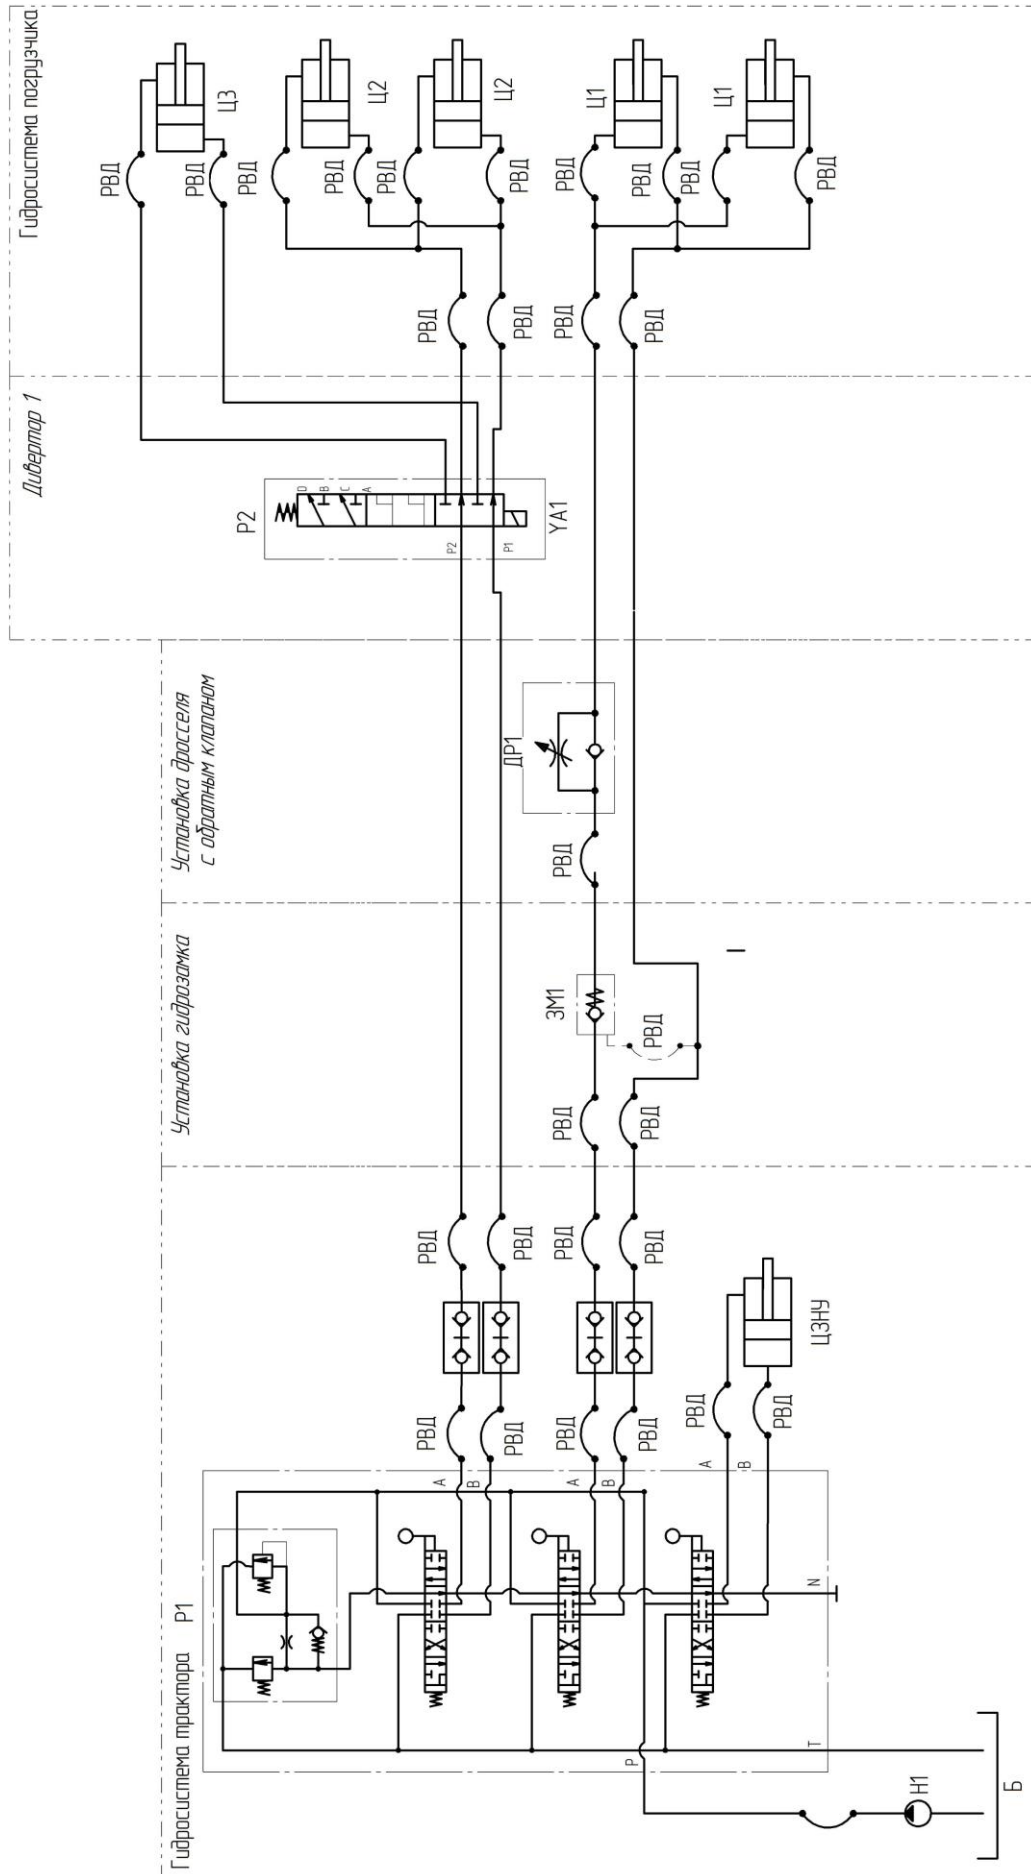 Гидросистема трактора
Р1
А
В
А
В
А
В
N
Р
Т
Н1
Б
РВД
РВД
РВД
РВД
РВД
РВД
ЦЗНУ
РВД
РВД
РВД
РВД
Установка гидрозамка
РВД
РВД
ЗМ1
РВД
I
Установка дросселя
с обратным клапаном
РВД
ДР1
Дивертор 1
Р2
D
B
C
A
P2
P1
YA1
Гидросистема погрузчика
РВД
РВД
РВД
РВД
РВД
РВД
РВД
РВД
РВД
РВД
РВД
РВД
РВД
РВД
Ц3
Ц2
Ц2
Ц1
Ц1